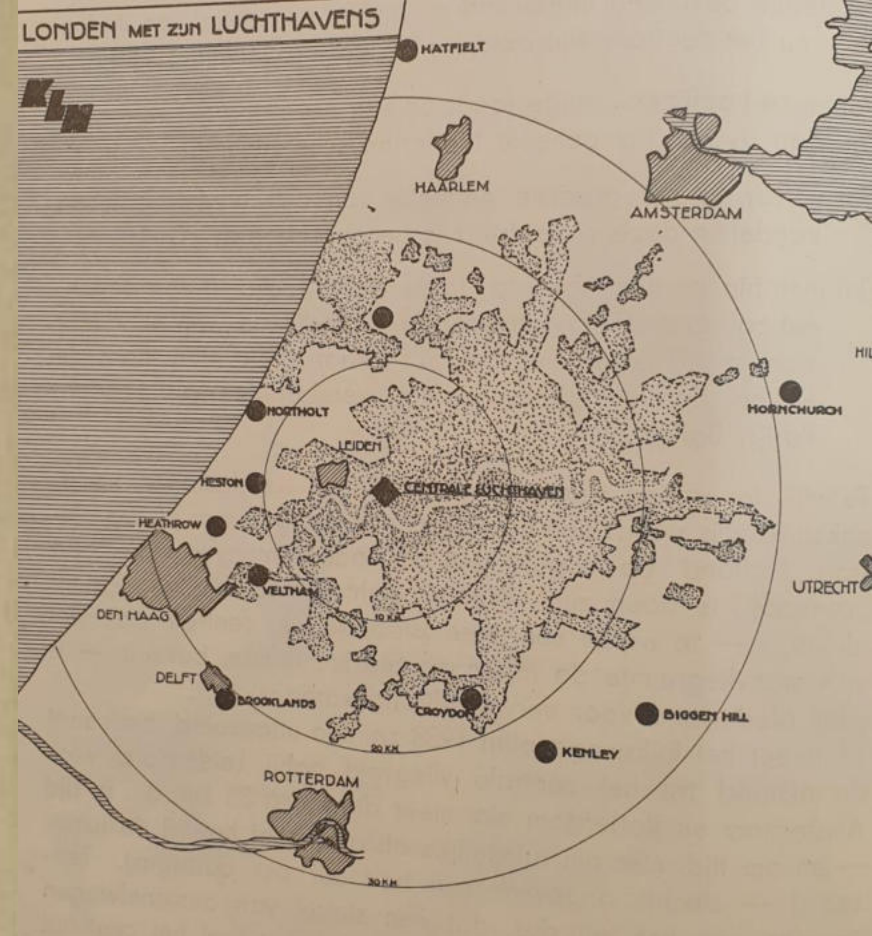 LONDEN MET ZIJN LUCHTHAVENS
KLM
HATFIELT
HAARLEM
AMSTERDAM
HIL
HORNCHURCH
NORTHOLT
LEIDEN
HESTON
CENTRALE LUCHTHAVEN
HEATHROW
UTRECHT
VELTHAM
DEN HAAG
10 KM.
DELFT
BROOKLANDS
CROYDON
BIGGEN HILL
20 KM.
KENLEY
ROTTERDAM
30 KM.